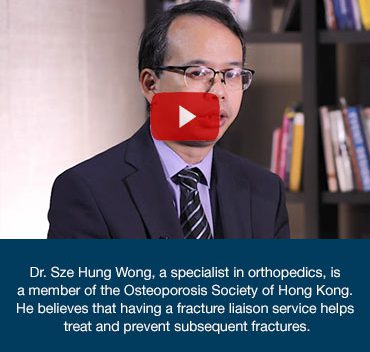 Dr. Sze Hung Wong, a specialist in orthopedics, is
a member of the Osteoporosis Society of Hong Kong.
He believes that having a fracture liaison service helps
treat and prevent subsequent fractures.